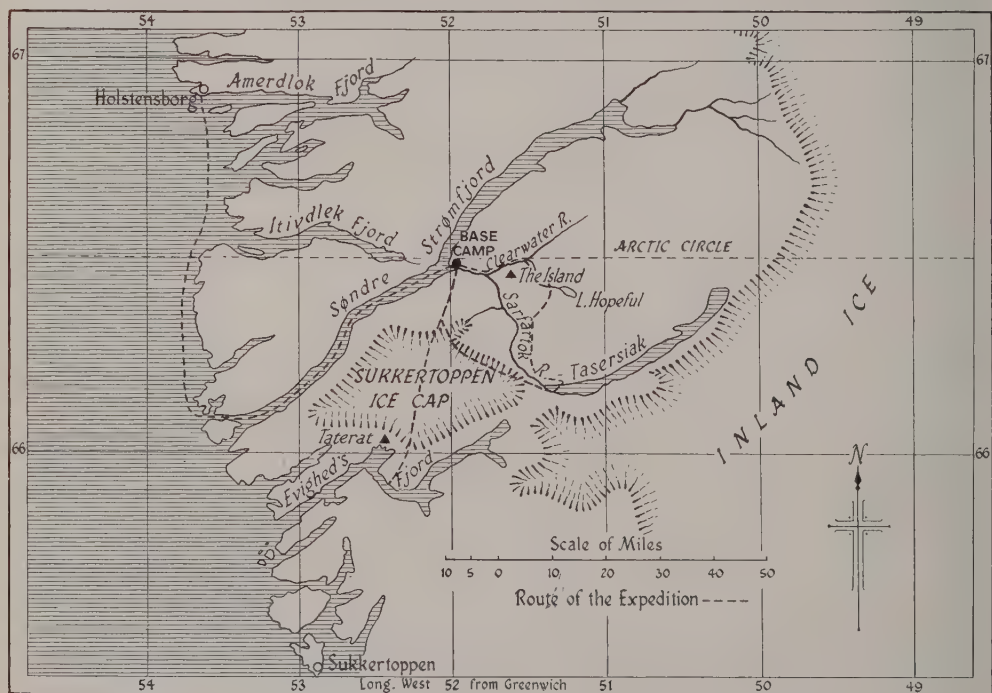 54 53 52 51 50 49
67 67
Amerdlok Fjord
Holstensborg
Itivdlek Fjord
Søndre Strømfjord
BASE
CAMP
Clearwater R.
ARCTIC CIRCLE
The Island
L. Hopeful
Sarfartok R.
Tasersiak
SUKKERTOPPEN
ICE CAP
INLAND ICE
Taterat
66 66
Evighed's Fjord
N
Scale of Miles
10 5 0 10 20 30 40 50
Route of the Expedition ----
Sukkertoppen
54 53 Long. West 52 from Greenwich 51 50 49